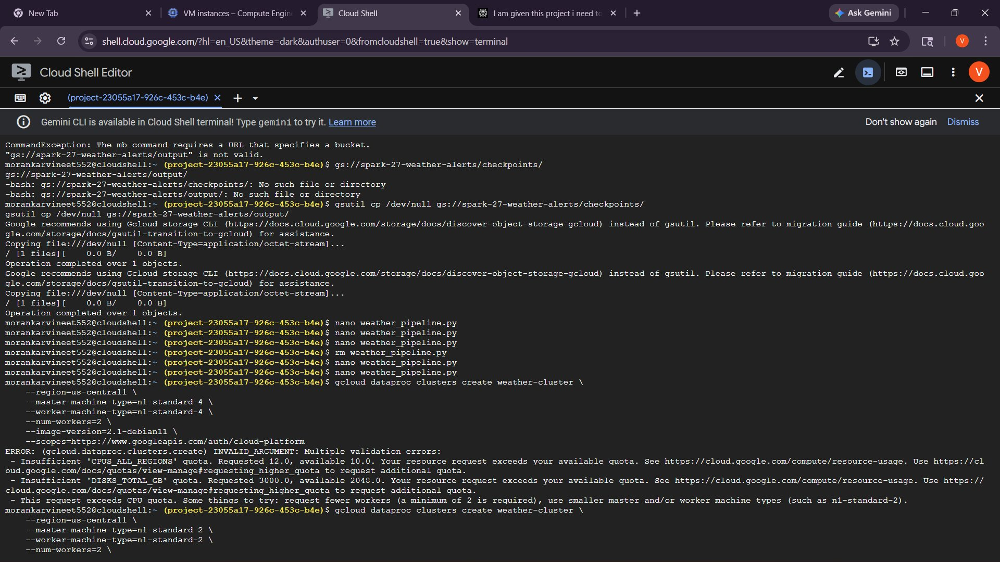 New Tab
VM instances – Compute Engin
Cloud Shell
I am given this project i need to
Ask Gemini
shell.cloud.google.com/?hl=en_US&theme=dark&authuser=0&fromcloudshell=true&show=terminal
V
Cloud Shell Editor
V
(project-23055a17-926c-453c-b4e)
Gemini CLI is available in Cloud Shell terminal! Type gemini to try it. Learn more
Don't show again
Dismiss
CommandException: The mb command requires a URL that specifies a bucket.
"gs://spark-27-weather-alerts/output" is not valid.
morankarvineet552@cloudshell:~ (project-23055a17-926c-453c-b4e)$ gs://spark-27-weather-alerts/checkpoints/
gs://spark-27-weather-alerts/output/
-bash: gs://spark-27-weather-alerts/checkpoints/: No such file or directory
-bash: gs://spark-27-weather-alerts/output/: No such file or directory
morankarvineet552@cloudshell:~ (project-23055a17-926c-453c-b4e)$ gsutil cp /dev/null gs://spark-27-weather-alerts/checkpoints/
gsutil cp /dev/null gs://spark-27-weather-alerts/output/
Google recommends using Gcloud storage CLI (https://docs.cloud.google.com/storage/docs/discover-object-storage-gcloud) instead of gsutil. Please refer to migration guide (https://docs.cloud.goo
gle.com/storage/docs/gsutil-transition-to-gcloud) for assistance.
Copying file:///dev/null [Content-Type=application/octet-stream]...
/ [1 files][    0.0 B/    0.0 B]
Operation completed over 1 objects.
Google recommends using Gcloud storage CLI (https://docs.cloud.google.com/storage/docs/discover-object-storage-gcloud) instead of gsutil. Please refer to migration guide (https://docs.cloud.goo
gle.com/storage/docs/gsutil-transition-to-gcloud) for assistance.
Copying file:///dev/null [Content-Type=application/octet-stream]...
/ [1 files][    0.0 B/    0.0 B]
Operation completed over 1 objects.
morankarvineet552@cloudshell:~ (project-23055a17-926c-453c-b4e)$ nano weather_pipeline.py
morankarvineet552@cloudshell:~ (project-23055a17-926c-453c-b4e)$ nano weather_pipeline.py
morankarvineet552@cloudshell:~ (project-23055a17-926c-453c-b4e)$ nano weather_pipeline.py
morankarvineet552@cloudshell:~ (project-23055a17-926c-453c-b4e)$ rm weather_pipeline.py
morankarvineet552@cloudshell:~ (project-23055a17-926c-453c-b4e)$ nano weather_pipeline.py
morankarvineet552@cloudshell:~ (project-23055a17-926c-453c-b4e)$ nano weather_pipeline.py
morankarvineet552@cloudshell:~ (project-23055a17-926c-453c-b4e)$ gcloud dataproc clusters create weather-cluster \
    --region=us-central1 \
    --master-machine-type=n1-standard-4 \
    --worker-machine-type=n1-standard-4 \
    --num-workers=2 \
    --image-version=2.1-debian11 \
    --scopes=https://www.googleapis.com/auth/cloud-platform
ERROR: (gcloud.dataproc.clusters.create) INVALID_ARGUMENT: Multiple validation errors:
 - Insufficient 'CPUS_ALL_REGIONS' quota. Requested 12.0, available 10.0. Your resource request exceeds your available quota. See https://cloud.google.com/compute/resource-usage. Use https://cl
oud.google.com/docs/quotas/view-manage#requesting_higher_quota to request additional quota.
 - Insufficient 'DISKS_TOTAL_GB' quota. Requested 3000.0, available 2048.0. Your resource request exceeds your available quota. See https://cloud.google.com/compute/resource-usage. Use https://
cloud.google.com/docs/quotas/view-manage#requesting_higher_quota to request additional quota.
 - This request exceeds CPU quota. Some things to try: request fewer workers (a minimum of 2 is required), use smaller master and/or worker machine types (such as n1-standard-2).
morankarvineet552@cloudshell:~ (project-23055a17-926c-453c-b4e)$ gcloud dataproc clusters create weather-cluster \
    --region=us-central1 \
    --master-machine-type=n1-standard-2 \
    --worker-machine-type=n1-standard-2 \
    --num-workers=2 \